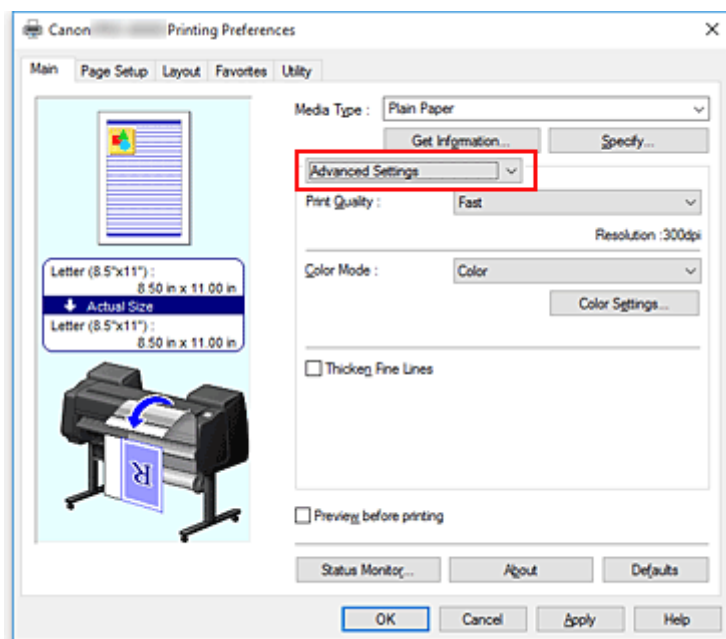 Canon Printing Preferences
Main Page Setup Layout Favorites Utility
Media Type : Plain Paper
Get Information... Specify...
Advanced Settings
Print Quality : Fast
Resolution :300dpi
Color Mode : Color
Color Settings...
Thicken Fine Lines
Letter (8.5"x11") :
8.50 in x 11.00 in
Actual Size
Letter (8.5"x11") :
8.50 in x 11.00 in
R
Preview before printing
Status Monitor... About Defaults
OK Cancel Apply Help